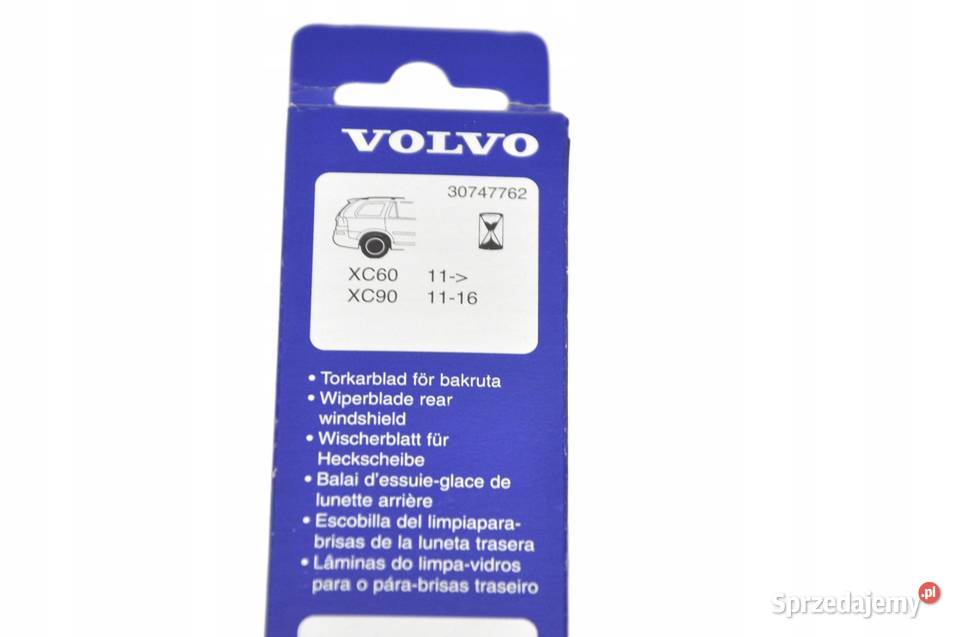 VOLVO
30747762
XC60 11->
XC90 11-16
• Torkarblad för bakruta
• Wiperblade rear
windshield
• Wischerblatt für
Heckscheibe
• Balai d'essuie-glace de
lunette arrière
• Escobilla del limpiapara-
brisas de la luneta trasera
• Lâminas do limpa-vidros
para o pára-brisas traseiro
Sprzedajemy.pl